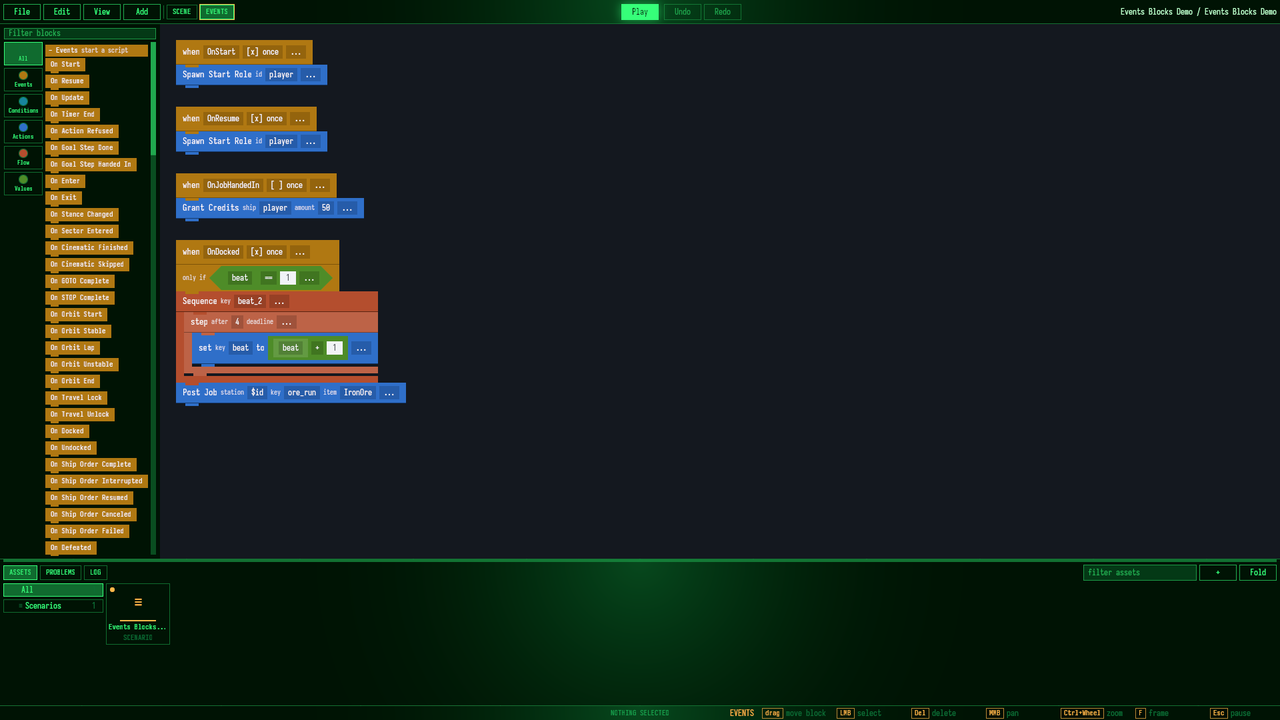 File Edit View Add SCENE EVENTS Play Undo Redo Events Blocks Demo / Events Blocks Demo
Filter blocks
All
Events
Conditions
Actions
Flow
Values
- Events start a script
On Start
On Resume
On Update
On Timer End
On Action Refused
On Goal Step Done
On Goal Step Handed In
On Enter
On Exit
On Stance Changed
On Sector Entered
On Cinematic Finished
On Cinematic Skipped
On GOTO Complete
On STOP Complete
On Orbit Start
On Orbit Stable
On Orbit Lap
On Orbit Unstable
On Orbit End
On Travel Lock
On Travel Unlock
On Docked
On Undocked
On Ship Order Complete
On Ship Order Interrupted
On Ship Order Resumed
On Ship Order Canceled
On Ship Order Failed
On Defeated
when OnStart [x] once ...
Spawn Start Role id player ...
when OnResume [x] once ...
Spawn Start Role id player ...
when OnJobHandedIn [ ] once ...
Grant Credits ship player amount 50 ...
when OnDocked [x] once ...
only if beat == 1 ...
Sequence key beat_2 ...
step after 4 deadline ...
set key beat to beat + 1 ...
Post Job station $id key ore_run item IronOre ...
ASSETS PROBLEMS LOG filter assets + Fold
All
Scenarios 1
Events Blocks...
SCENARIO
NOTHING SELECTED EVENTS drag move block LMB select Del delete MMB pan Ctrl+Wheel zoom F frame Esc pause